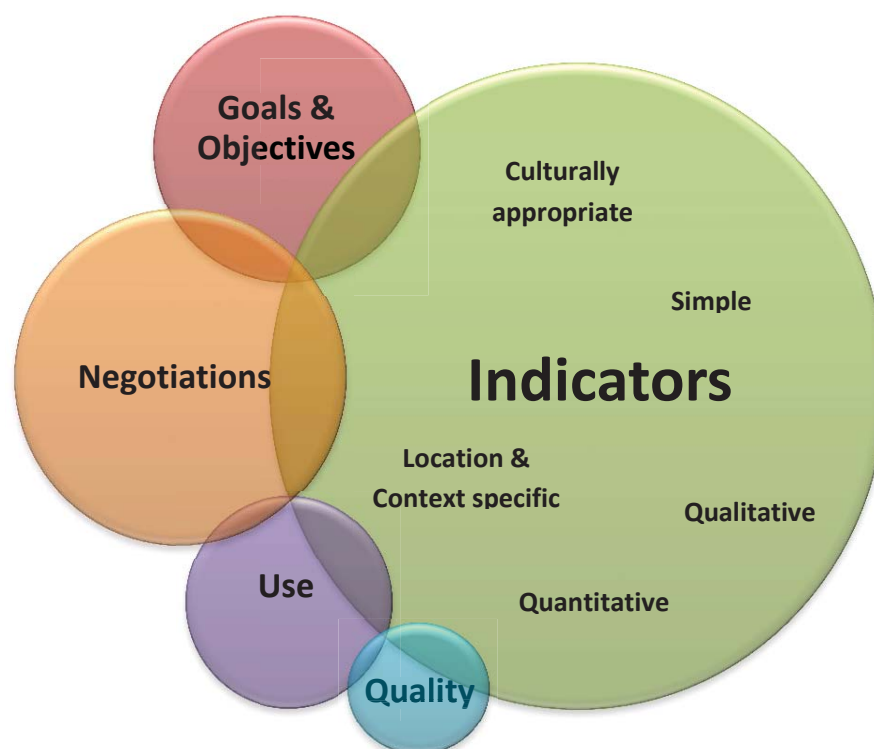 Goals &
Objectives
Culturally
appropriate
Simple
Negotiations
Indicators
Location &
Context specific
Qualitative
Use
Quantitative
Quality